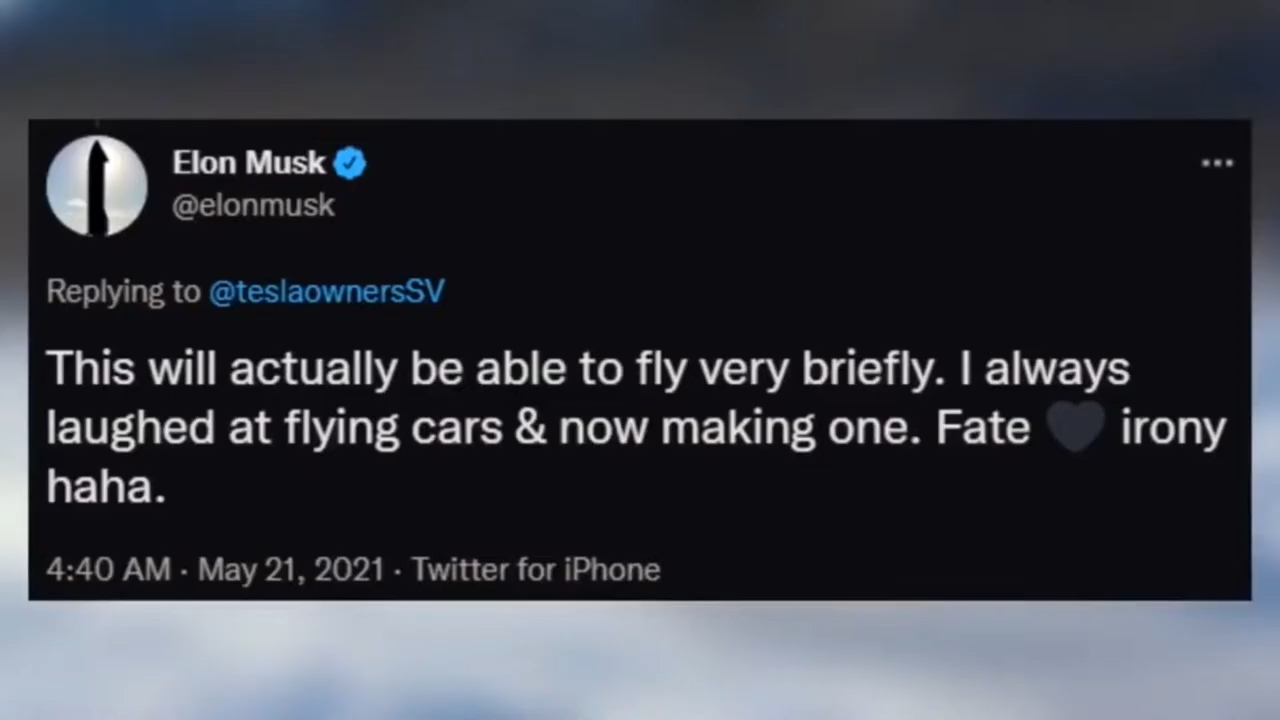 Elon Musk
@elonmusk
Replying to @teslaownersSV
This will actually be able to fly very briefly. I always
laughed at flying cars & now making one. Fate 🖤 irony
haha.
4:40 AM · May 21, 2021 · Twitter for iPhone